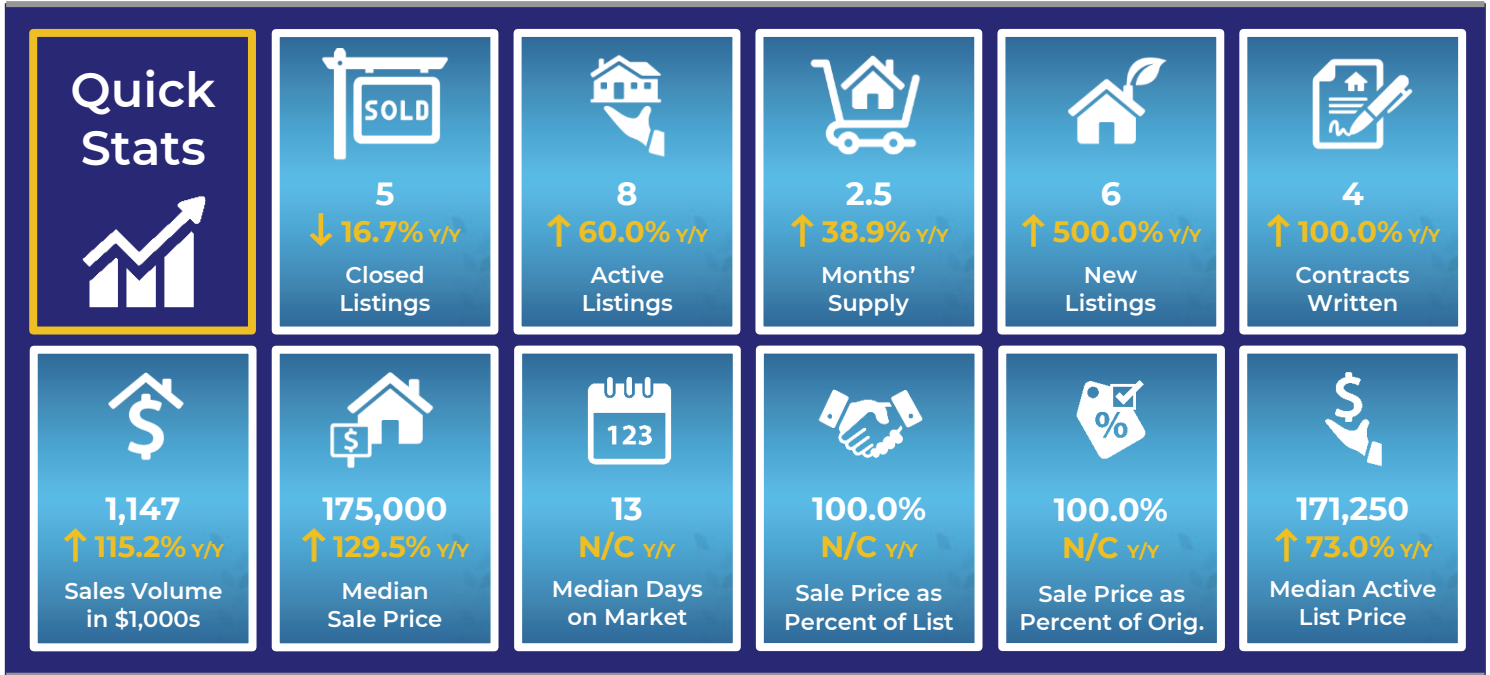 Quick
Stats
SOLD
5
↓ 16.7% Y/Y
Closed
Listings
8
↑ 60.0% Y/Y
Active
Listings
2.5
↑ 38.9% Y/Y
Months’
Supply
6
↑ 500.0% Y/Y
New
Listings
4
↑ 100.0% Y/Y
Contracts
Written
$
1,147
↑ 115.2% Y/Y
Sales Volume
in $1,000s
$
175,000
↑ 129.5% Y/Y
Median
Sale Price
123
13
N/C Y/Y
Median Days
on Market
100.0%
N/C Y/Y
Sale Price as
Percent of List
%
100.0%
N/C Y/Y
Sale Price as
Percent of Orig.
$
171,250
↑ 73.0% Y/Y
Median Active
List Price